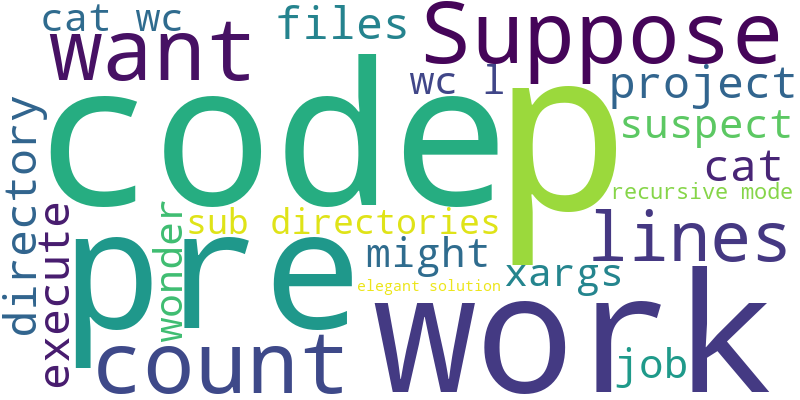 cat wc
files
Suppose
want
wc l
project
code
p
suspect
directory
cat
recursive mode
execute
wonder
sub directories
lines
pre
might
xargs
elegant solution
count
work
job